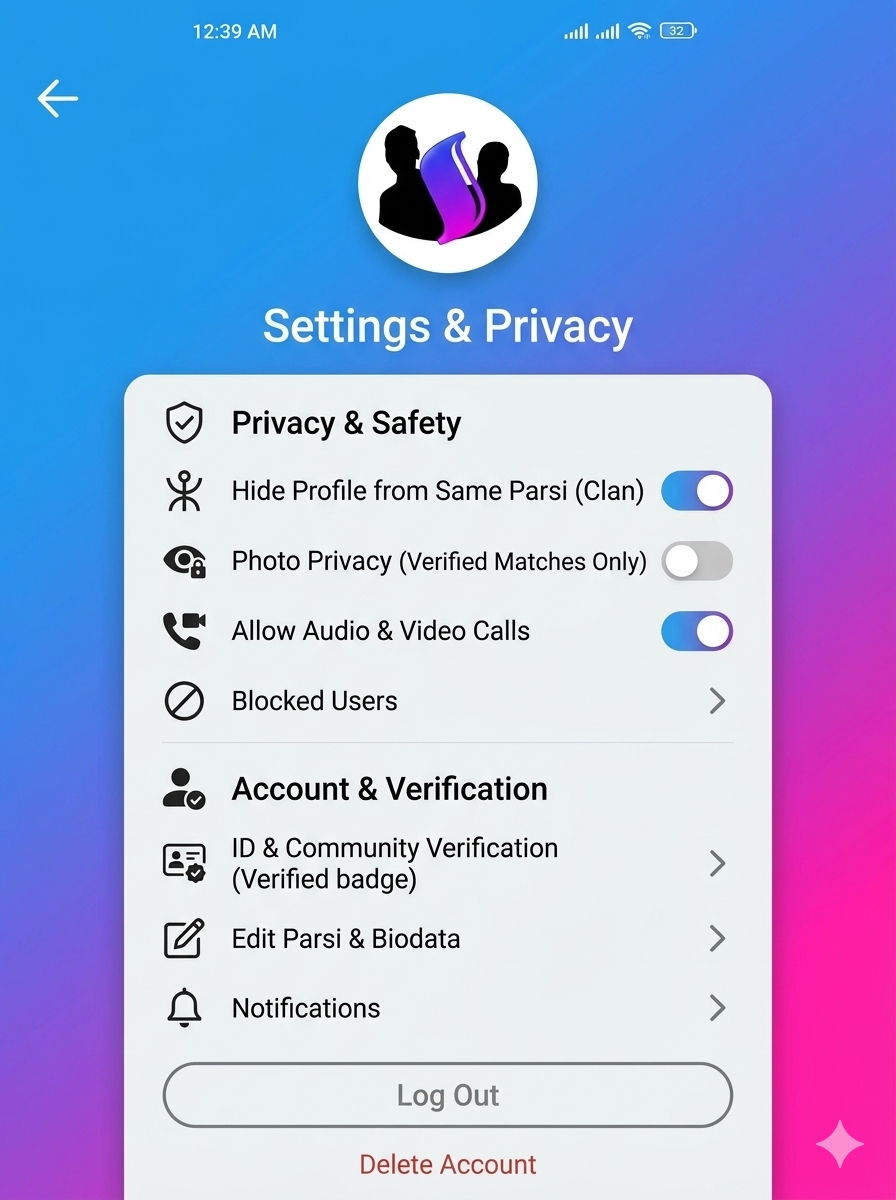 12:39 AM
32
Settings & Privacy
Privacy & Safety
Hide Profile from Same Parsi (Clan)
Photo Privacy (Verified Matches Only)
Allow Audio & Video Calls
Blocked Users
Account & Verification
ID & Community Verification
(Verified badge)
Edit Parsi & Biodata
Notifications
Log Out
Delete Account